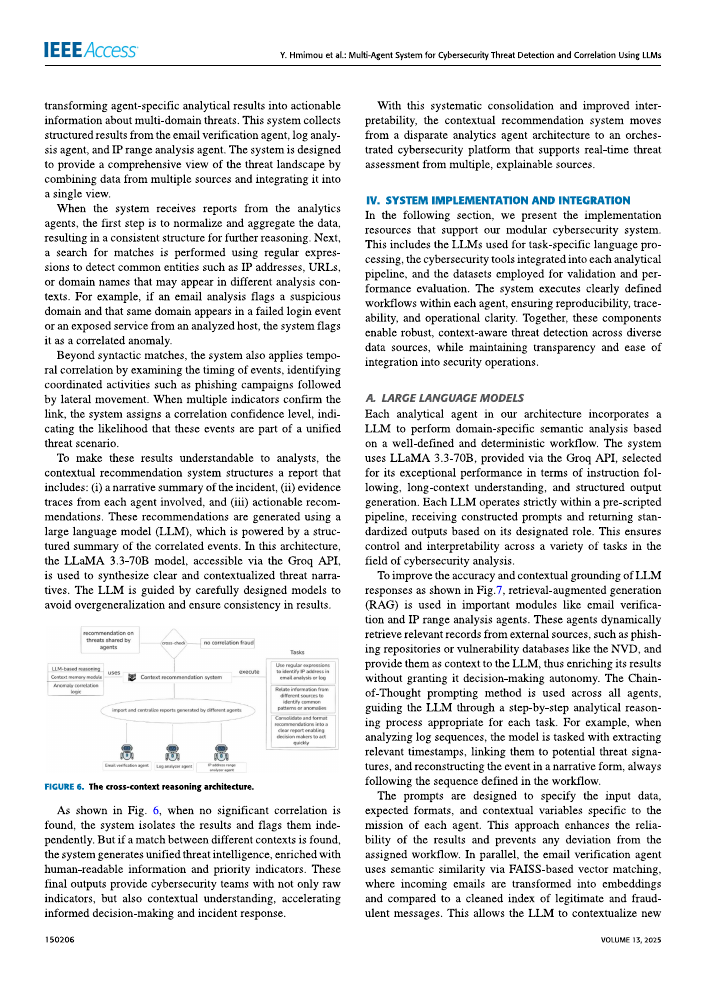 IEEE Access
Y. Hmimou et al.: Multi-Agent System for Cybersecurity Threat Detection and Correlation Using LLMs
transforming agent-specific analytical results into actionable
information about multi-domain threats. This system collects
structured results from the email verification agent, log analy-
sis agent, and IP range analysis agent. The system is designed
to provide a comprehensive view of the threat landscape by
combining data from multiple sources and integrating it into
a single view.
When the system receives reports from the analytics
agents, the first step is to normalize and aggregate the data,
resulting in a consistent structure for further reasoning. Next,
a search for matches is performed using regular expres-
sions to detect common entities such as IP addresses, URLs,
or domain names that may appear in different analysis con-
texts. For example, if an email analysis flags a suspicious
domain and that same domain appears in a failed login event
or an exposed service from an analyzed host, the system flags
it as a correlated anomaly.
Beyond syntactic matches, the system also applies tempo-
ral correlation by examining the timing of events, identifying
coordinated activities such as phishing campaigns followed
by lateral movement. When multiple indicators confirm the
link, the system assigns a correlation confidence level, indi-
cating the likelihood that these events are part of a unified
threat scenario.
To make these results understandable to analysts, the
contextual recommendation system structures a report that
includes: (i) a narrative summary of the incident, (ii) evidence
traces from each agent involved, and (iii) actionable recom-
mendations. These recommendations are generated using a
large language model (LLM), which is powered by a struc-
tured summary of the correlated events. In this architecture,
the LLaMA 3.3-70B model, accessible via the Groq API,
is used to synthesize clear and contextualized threat narra-
tives. The LLM is guided by carefully designed models to
avoid overgeneralization and ensure consistency in results.
recommendation on
threats shared by
agents
cross-check
no correlation fraud
Tasks
LLM-based reasoning
Context memory module
Anomaly correlation
logic
uses
Context recommendation system
execute
Use regular expressions
to identify IP address in
email analysis or log
Relate information from
different sources to
identify common
patterns or anomalies
Consolidate and format
recommendations into a
clear report enabling
decision makers to act
quickly.
import and centralize reports generated by different agents
Email verification agent
Log analyzer agent
IP address range
analyzer agent
FIGURE 6. The cross-context reasoning architecture.
As shown in Fig. 6, when no significant correlation is
found, the system isolates the results and flags them inde-
pendently. But if a match between different contexts is found,
the system generates unified threat intelligence, enriched with
human-readable information and priority indicators. These
final outputs provide cybersecurity teams with not only raw
indicators, but also contextual understanding, accelerating
informed decision-making and incident response.
With this systematic consolidation and improved inter-
pretability, the contextual recommendation system moves
from a disparate analytics agent architecture to an orches-
trated cybersecurity platform that supports real-time threat
assessment from multiple, explainable sources.
IV. SYSTEM IMPLEMENTATION AND INTEGRATION
In the following section, we present the implementation
resources that support our modular cybersecurity system.
This includes the LLMs used for task-specific language pro-
cessing, the cybersecurity tools integrated into each analytical
pipeline, and the datasets employed for validation and per-
formance evaluation. The system executes clearly defined
workflows within each agent, ensuring reproducibility, trace-
ability, and operational clarity. Together, these components
enable robust, context-aware threat detection across diverse
data sources, while maintaining transparency and ease of
integration into security operations.
A. LARGE LANGUAGE MODELS
Each analytical agent in our architecture incorporates a
LLM to perform domain-specific semantic analysis based
on a well-defined and deterministic workflow. The system
uses LLaMA 3.3-70B, provided via the Groq API, selected
for its exceptional performance in terms of instruction fol-
lowing, long-context understanding, and structured output
generation. Each LLM operates strictly within a pre-scripted
pipeline, receiving constructed prompts and returning stan-
dardized outputs based on its designated role. This ensures
control and interpretability across a variety of tasks in the
field of cybersecurity analysis.
To improve the accuracy and contextual grounding of LLM
responses as shown in Fig.7, retrieval-augmented generation
(RAG) is used in important modules like email verifica-
tion and IP range analysis agents. These agents dynamically
retrieve relevant records from external sources, such as phish-
ing repositories or vulnerability databases like the NVD, and
provide them as context to the LLM, thus enriching its results
without granting it decision-making autonomy. The Chain-
of-Thought prompting method is used across all agents,
guiding the LLM through a step-by-step analytical reason-
ing process appropriate for each task. For example, when
analyzing log sequences, the model is tasked with extracting
relevant timestamps, linking them to potential threat signa-
tures, and reconstructing the event in a narrative form, always
following the sequence defined in the workflow.
The prompts are designed to specify the input data,
expected formats, and contextual variables specific to the
mission of each agent. This approach enhances the relia-
bility of the results and prevents any deviation from the
assigned workflow. In parallel, the email verification agent
uses semantic similarity via FAISS-based vector matching,
where incoming emails are transformed into embeddings
and compared to a cleaned index of legitimate and fraud-
ulent messages. This allows the LLM to contextualize new
150206
VOLUME 13, 2025